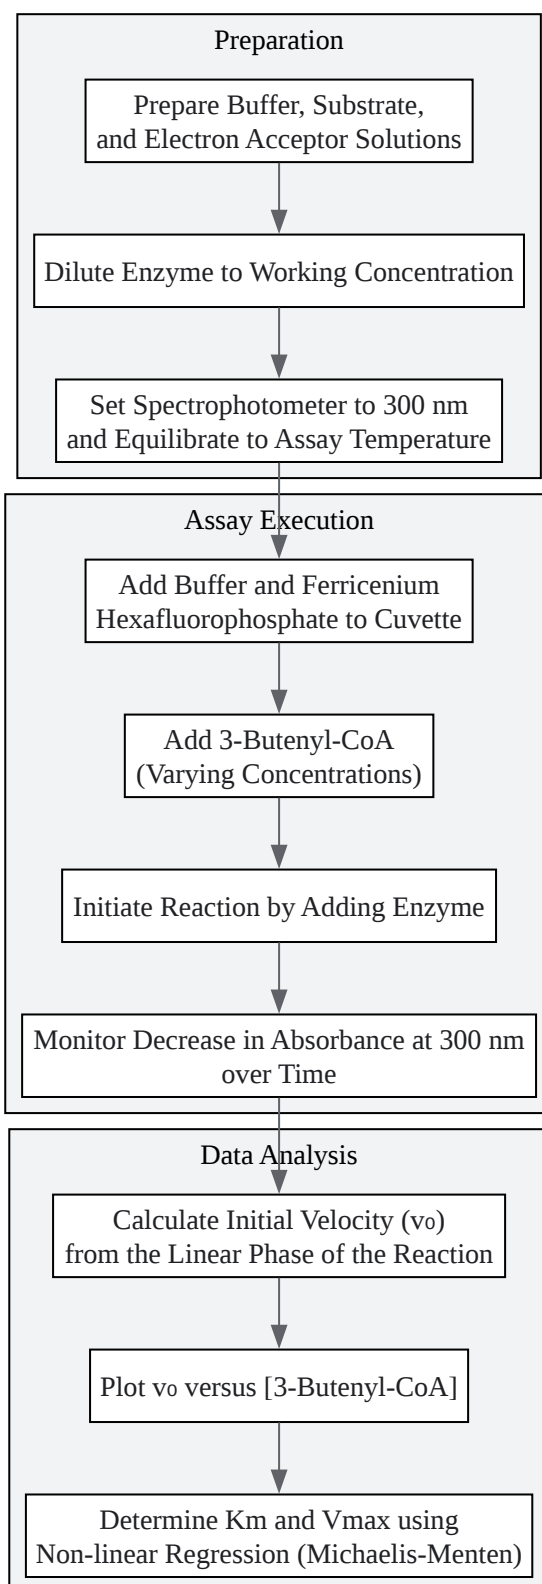 Preparation
Prepare Buffer, Substrate,
and Electron Acceptor Solutions
Dilute Enzyme to Working Concentration
Set Spectrophotometer to 300 nm
and Equilibrate to Assay Temperature
Assay Execution
Add Buffer and Ferricenium
Hexafluorophosphate to Cuvette
Add 3-Butenyl-CoA
(Varying Concentrations)
Initiate Reaction by Adding Enzyme
Monitor Decrease in Absorbance at 300 nm
over Time
Data Analysis
Calculate Initial Velocity (v₀)
from the Linear Phase of the Reaction
Plot v₀ versus [3-Butenyl-CoA]
Determine Km and Vmax using
Non-linear Regression (Michaelis-Menten)